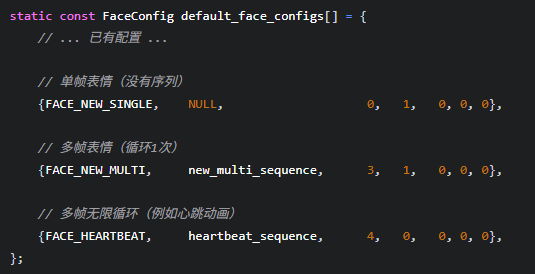 static const FaceConfig default_face_configs[] = {
// ... 已有配置 ...
// 单帧表情（没有序列）
{FACE_NEW_SINGLE, NULL, 0, 1, 0, 0, 0},
// 多帧表情（循环1次）
{FACE_NEW_MULTI, new_multi_sequence, 3, 1, 0, 0, 0},
// 多帧无限循环（例如心跳动画）
{FACE_HEARTBEAT, heartbeat_sequence, 4, 0, 0, 0, 0},
};